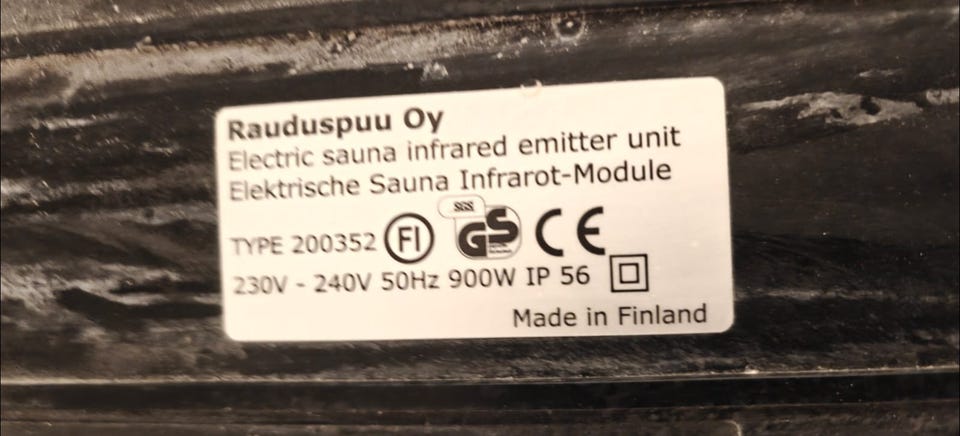 Rauduspuu Oy
Electric sauna infrared emitter unit
Elektrische Sauna Infrarot-Module
TYPE 200352 FI SGS GS CE
230V - 240V 50Hz 900W IP 56
Made in Finland